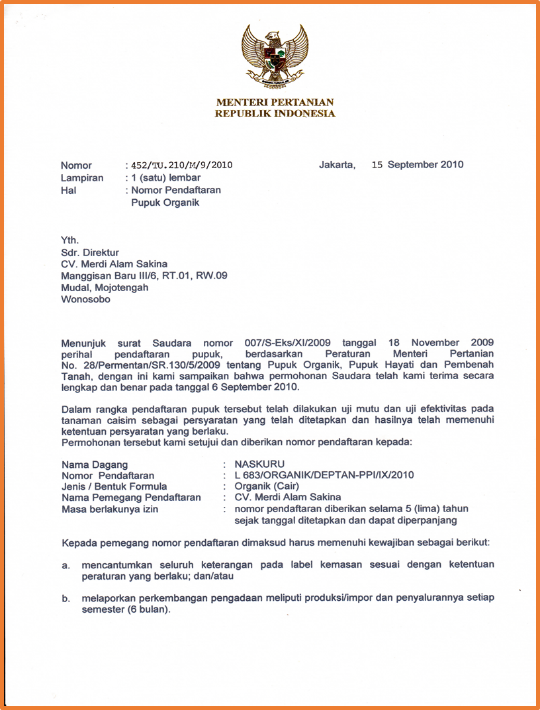 MENTERI PERTANIAN
REPUBLIK INDONESIA
Nomor : 452/TU.210/M/9/2010 Jakarta, 15 September 2010
Lampiran : 1 (satu) lembar
Hal : Nomor Pendaftaran
Pupuk Organik
Yth.
Sdr. Direktur
CV. Merdi Alam Sakina
Manggisan Baru III/6, RT.01, RW.09
Mudal, Mojotengah
Wonosobo
Menunjuk surat Saudara nomor 007/S-Eks/XI/2009 tanggal 18 November 2009
perihal pendaftaran pupuk, berdasarkan Peraturan Menteri Pertanian
No. 28/Permentan/SR.130/5/2009 tentang Pupuk Organik, Pupuk Hayati dan Pembenah
Tanah, dengan ini kami sampaikan bahwa permohonan Saudara telah kami terima secara
lengkap dan benar pada tanggal 6 September 2010.
Dalam rangka pendaftaran pupuk tersebut telah dilakukan uji mutu dan uji efektivitas pada
tanaman caisim sebagai persyaratan yang telah ditetapkan dan hasilnya telah memenuhi
ketentuan persyaratan yang berlaku.
Permohonan tersebut kami setujui dan diberikan nomor pendaftaran kepada:
Nama Dagang : NASKURU
Nomor Pendaftaran : L 683/ORGANIK/DEPTAN-PPI/IX/2010
Jenis / Bentuk Formula : Organik (Cair)
Nama Pemegang Pendaftaran : CV. Merdi Alam Sakina
Masa berlakunya izin : nomor pendaftaran diberikan selama 5 (lima) tahun
sejak tanggal ditetapkan dan dapat diperpanjang
Kepada pemegang nomor pendaftaran dimaksud harus memenuhi kewajiban sebagai berikut:
a. mencantumkan seluruh keterangan pada label kemasan sesuai dengan ketentuan
peraturan yang berlaku; dan/atau
b. melaporkan perkembangan pengadaan meliputi produksi/impor dan penyalurannya setiap
semester (6 bulan).